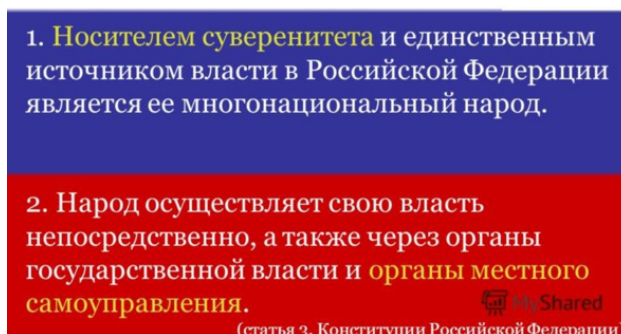 1. Носителем суверенитета и единственным
источником власти в Российской Федерации
является ее многонациональный народ.
2. Народ осуществляет свою власть
непосредственно, а также через органы
государственной власти и органы местного
самоуправления.
MyShared
(статья 3, Конституции Российской Федерации